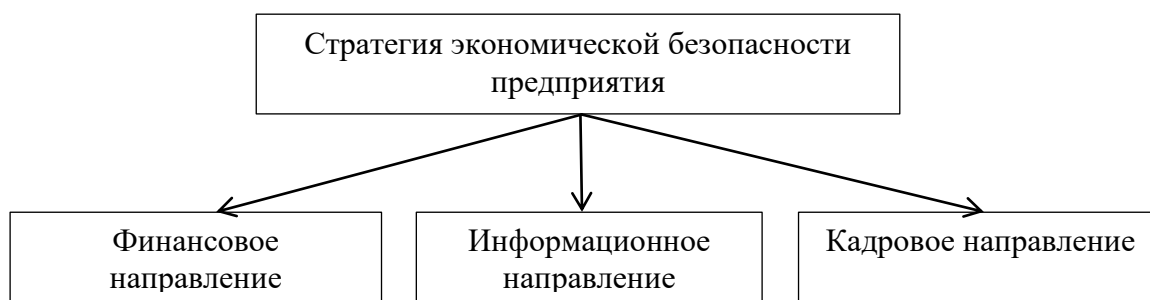 Стратегия экономической безопасности
предприятия
Финансовое
направление
Информационное
направление
Кадровое направление